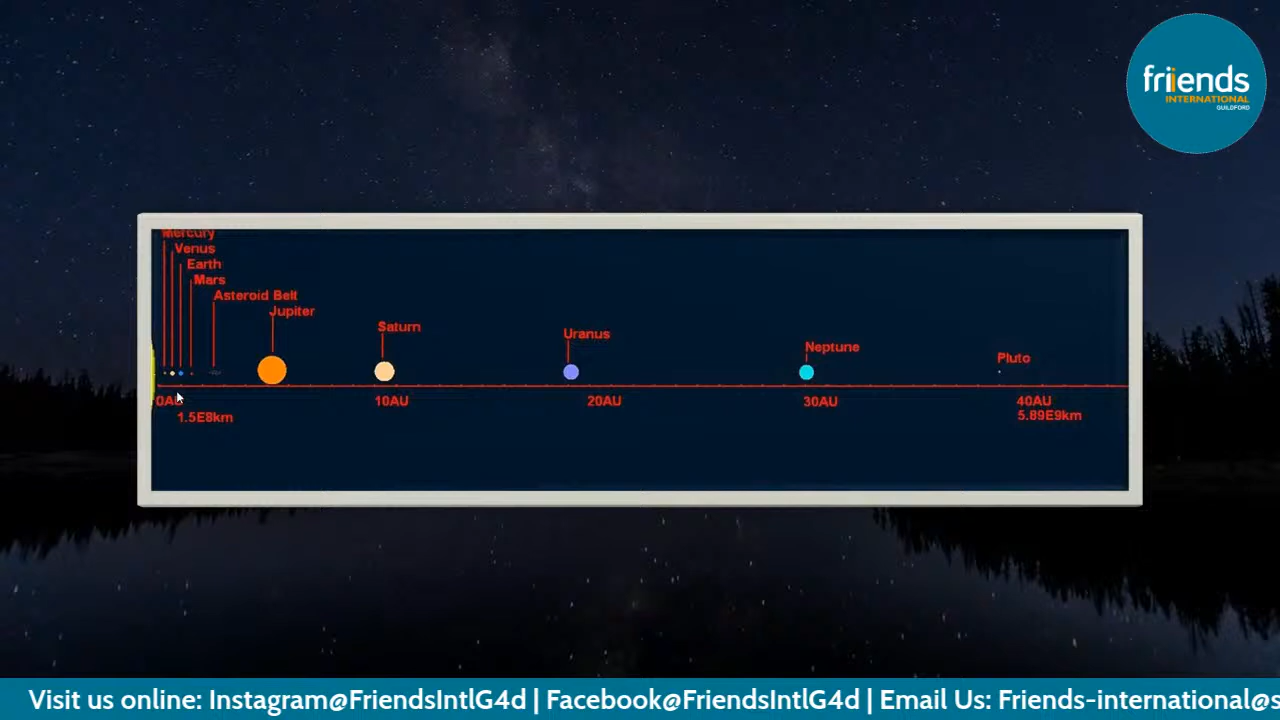 friends
INTERNATIONAL
GUILDFORD
Mercury
Venus
Earth
Mars
Asteroid Belt
Jupiter
Saturn
Uranus
Neptune
Pluto
0AU
10AU
20AU
30AU
40AU
1.5E8km
5.89E9km
Visit us online: Instagram@FriendsIntlG4d | Facebook@FriendsIntlG4d | Email Us: Friends-international@s